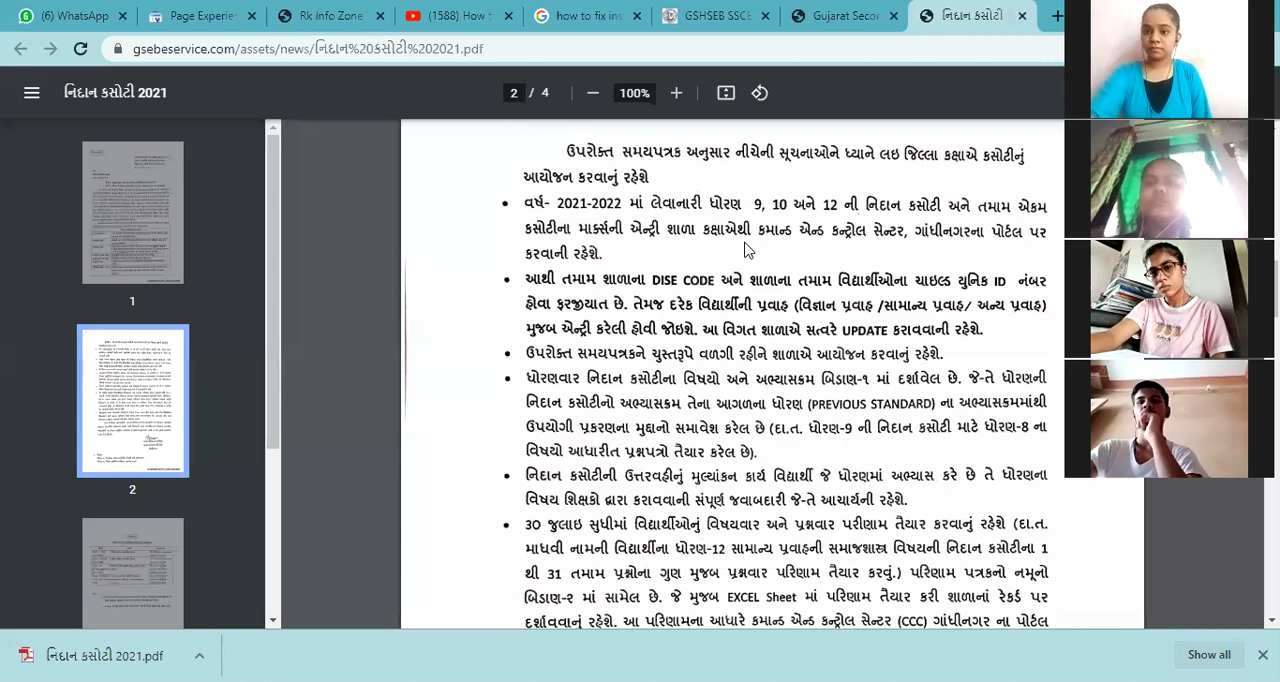 (6) WhatsApp
Page Experier
Rk Info Zone
(1588) How t
how to fix ins
GSHSEB SSCE
Gujarat Secor
નિદાન કસોટી
gsebeservice.com/assets/news/નિદાન%20કસોટી%202021.pdf
નિદાન કસોટી 2021
2 / 4
100%
ઉપરોક્ત સમયપત્રક અનુસાર નીચેની સૂચનાઓને ધ્યાને લઇ જિલ્લા કક્ષાએ કસોટીનું
આયોજન કરવાનું રહેશે
• વર્ષ- 2021-2022 માં લેવાનારી ધોરણ 9, 10 અને 12 ની નિદાન કસોટી અને તમામ એકમ
કસોટીના માર્ક્સની એન્ટ્રી શાળા કક્ષાએથી કમાન્ડ એન્ડ કન્ટ્રોલ સેન્ટર, ગાંધીનગરના પોર્ટલ પર
કરવાની રહેશે.
• આથી તમામ શાળાના DISE CODE અને શાળાના તમામ વિદ્યાર્થીઓના ચાઇલ્ડ યુનિક ID નંબર
હોવા ફરજીયાત છે. તેમજ દરેક વિદ્યાર્થીની પ્રવાહ (વિજ્ઞાન પ્રવાહ /સામાન્ય પ્રવાહ/ અન્ય પ્રવાહ)
મુજબ એન્ટ્રી કરેલી હોવી જોઇશે. આ વિગત શાળાએ સત્વરે UPDATE કરાવવાની રહેશે.
• ઉપરોક્ત સમય પત્રકને ચુસ્તરૂપે વળગી રહીને શાળાએ આયોજન કરવાનું રહેશે.
• ધોરણવાર નિદાન કસોટીના વિષયો અને અભ્યાસક્રમ બિડાણ-૧ માં દર્શાવેલ છે. જે-તે ધોરણની
નિદાન કસોટીનો અભ્યાસક્રમ તેના આગળના ધોરણ (PREVIOUS STANDARD) ના અભ્યાસક્રમમાંથી
ઉપયોગી પ્રકરણના મુદ્દાનો સમાવેશ કરેલ છે (દા.ત. ધોરણ-9 ની નિદાન કસોટી માટે ધોરણ-8 ના
વિષયો આધારીત પ્રશ્નપત્રો તૈયાર કરેલ છે).
• નિદાન કસોટીની ઉત્તરવહીનું મુલ્યાંકન કાર્ય વિદ્યાર્થી જે ધોરણમાં અભ્યાસ કરે છે તે ધોરણના
વિષય શિક્ષકો દ્વારા કરાવવાની સંપૂર્ણ જવાબદારી જે-તે આચાર્યની રહેશે.
• 30 જુલાઇ સુધીમાં વિદ્યાર્થીઓનું વિષયવાર અને પ્રશ્નવાર પરીણામ તૈયાર કરવાનું રહેશે (દા.ત.
માધવી નામની વિદ્યાર્થીના ધોરણ-12 સામાન્ય પ્રવાહની સમાજશાસ્ત્ર વિષયની નિદાન કસોટીના 1
થી 31 તમામ પ્રશ્નોના ગુણ મુજબ પ્રશ્નવાર પરિણામ તૈયાર કરવું.) પરિણામ પત્રકનો નમૂનો
બિડાણ-૨ માં સામેલ છે. જે મુજબ EXCEL Sheet માં પરિણામ તૈયાર કરી શાળાનાં રેકર્ડ પર
દર્શાવવાનું રહેશે. આ પરિણામના આધારે કમાન્ડ એન્ડ કન્ટ્રોલ સેન્ટર (CCC) ગાંધીનગર ના પોર્ટલ
1
2
નિદાન કસોટી 2021.pdf
Show all